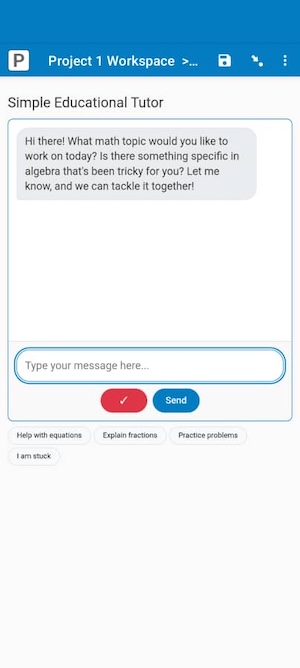 P Project 1 Workspace >...
Simple Educational Tutor
Hi there! What math topic would you like to
work on today? Is there something specific in
algebra that's been tricky for you? Let me
know, and we can tackle it together!
Type your message here...
✓ Send
Help with equations Explain fractions Practice problems
I am stuck